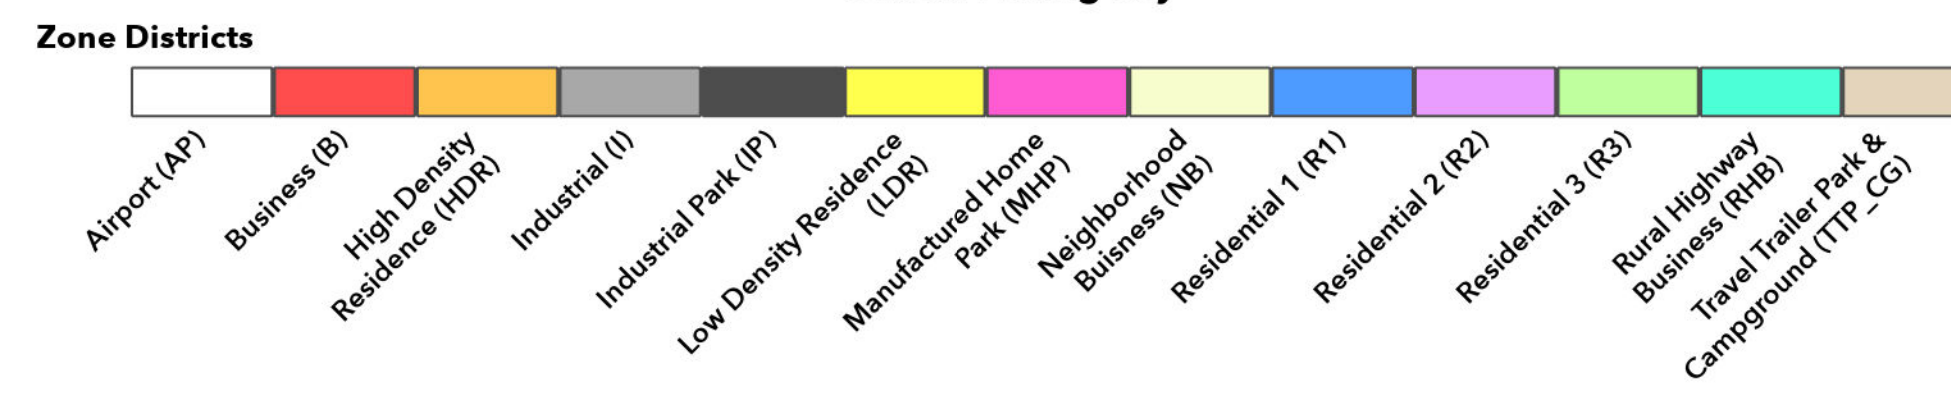 Zone Districts
Airport (AP)
Business (B)
High Density
Residence (HDR)
Industrial (I)
Industrial Park (IP)
Low Density Residence
(LDR)
Manufactured Home
Park (MHP)
Neighborhood
Buisness (NB)
Residential 1 (R1)
Residential 2 (R2)
Residential 3 (R3)
Rural Highway
Business (RHB)
Travel Trailer Park &
Campground (TTP_CG)